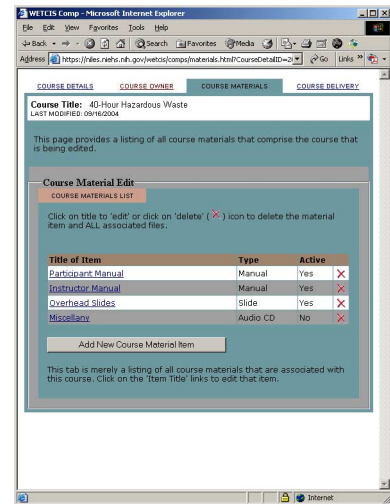 WETCIS Comp - Microsoft Internet Explorer
File Edit View Favorites Tools Help
Back Search Favorites Media
Address https://niles.niehs.nih.gov/wetcis/comps/materials.html?CourseDetailID=2 Go Links »
COURSE DETAILS COURSE OWNER COURSE MATERIALS COURSE DELIVERY
Course Title: 40-Hour Hazardous Waste
LAST MODIFIED: 09/16/2004
This page provides a listing of all course materials that comprise the course that
is being edited.
Course Material Edit
COURSE MATERIALS LIST
Click on title to 'edit' or click on 'delete' ( ) icon to delete the material
item and ALL associated files.
Title of Item Type Active
Participant Manual Manual Yes
Instructor Manual Manual Yes
Overhead Slides Slide Yes
Miscellany Audio CD No
Add New Course Material Item
This tab is merely a listing of all course materials that are associated with
this course. Click on the 'Item Title' links to edit that item.
Internet